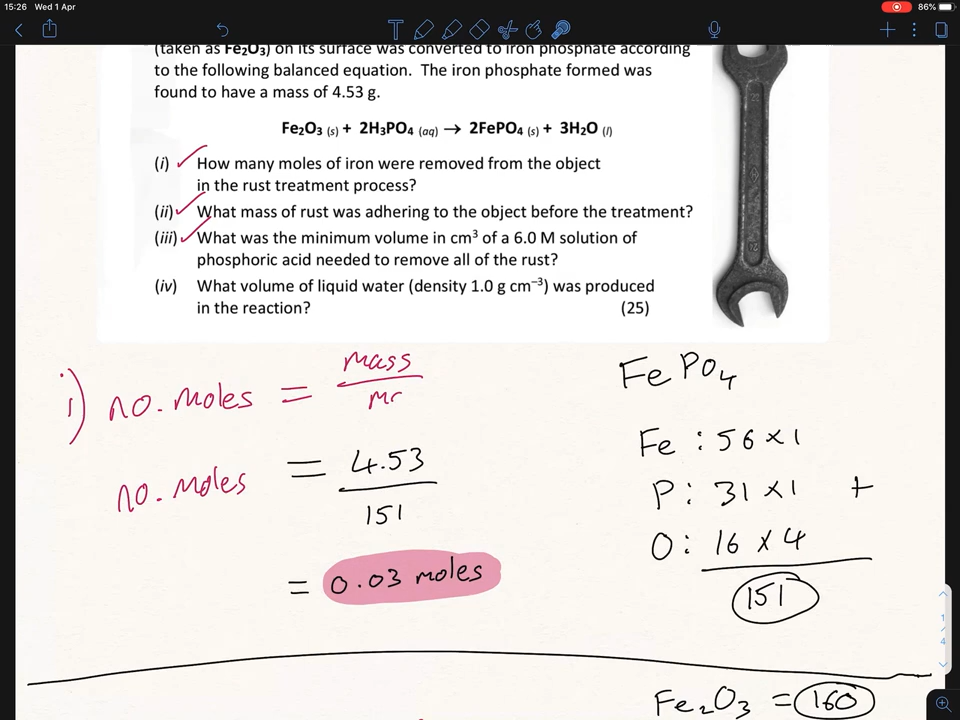 15:26 Wed 1 Apr
86%
(taken as Fe₂O₃) on its surface was converted to iron phosphate according
to the following balanced equation. The iron phosphate formed was
found to have a mass of 4.53 g.
Fe₂O₃ (s) + 2H₃PO₄ (aq) → 2FePO₄ (s) + 3H₂O (l)
(i) How many moles of iron were removed from the object
in the rust treatment process?
(ii) What mass of rust was adhering to the object before the treatment?
(iii) What was the minimum volume in cm³ of a 6.0 M solution of
phosphoric acid needed to remove all of the rust?
(iv) What volume of liquid water (density 1.0 g cm⁻³) was produced
in the reaction? (25)
i) no. moles = mass / Mr
no. moles = 4.53 / 151
= 0.03 moles
FePO₄
Fe : 56 × 1
P : 31 × 1 +
O : 16 × 4
151
Fe₂O₃ = 160
1 / 4